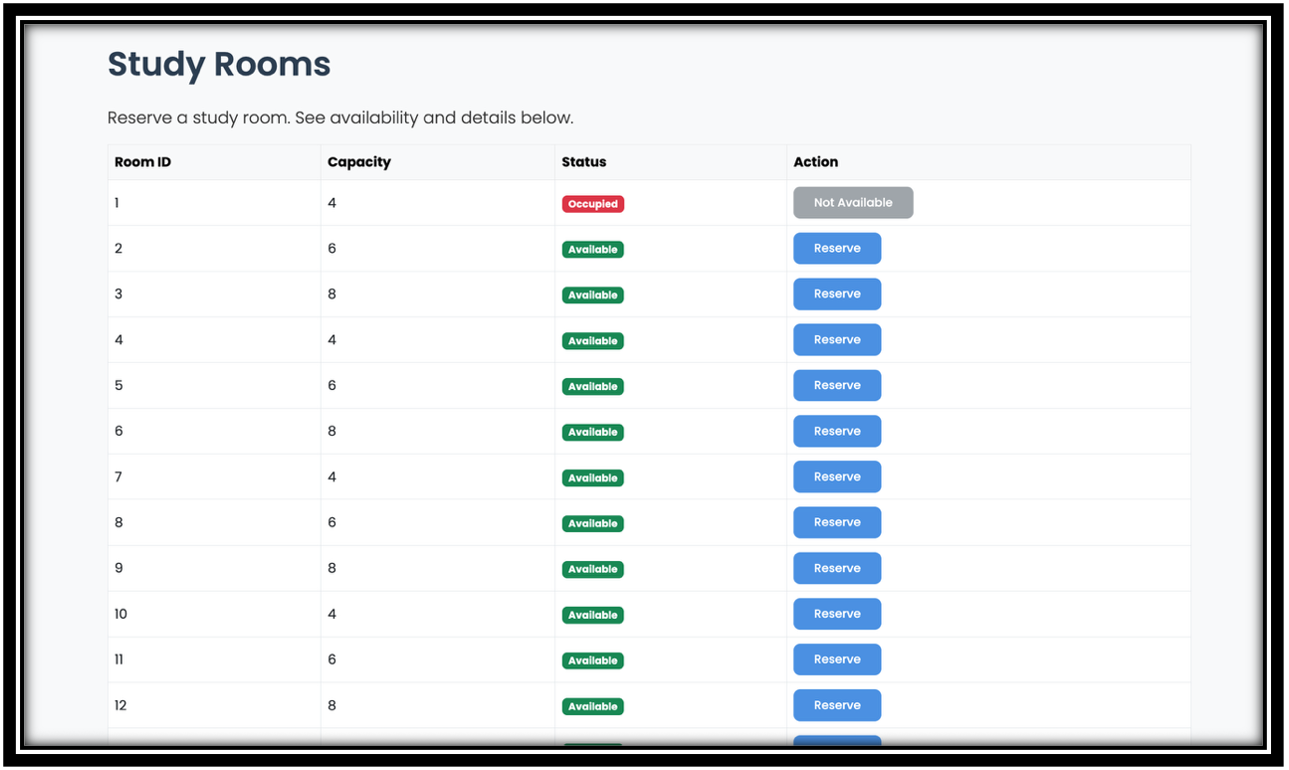 Study Rooms
Reserve a study room. See availability and details below.
Room ID Capacity Status Action
1 4 Occupled Not Available
2 6 Available Reserve
3 8 Available Reserve
4 4 Available Reserve
5 6 Available Reserve
6 8 Available Reserve
7 4 Available Reserve
8 6 Available Reserve
9 8 Available Reserve
10 4 Available Reserve
11 6 Available Reserve
12 8 Available Reserve